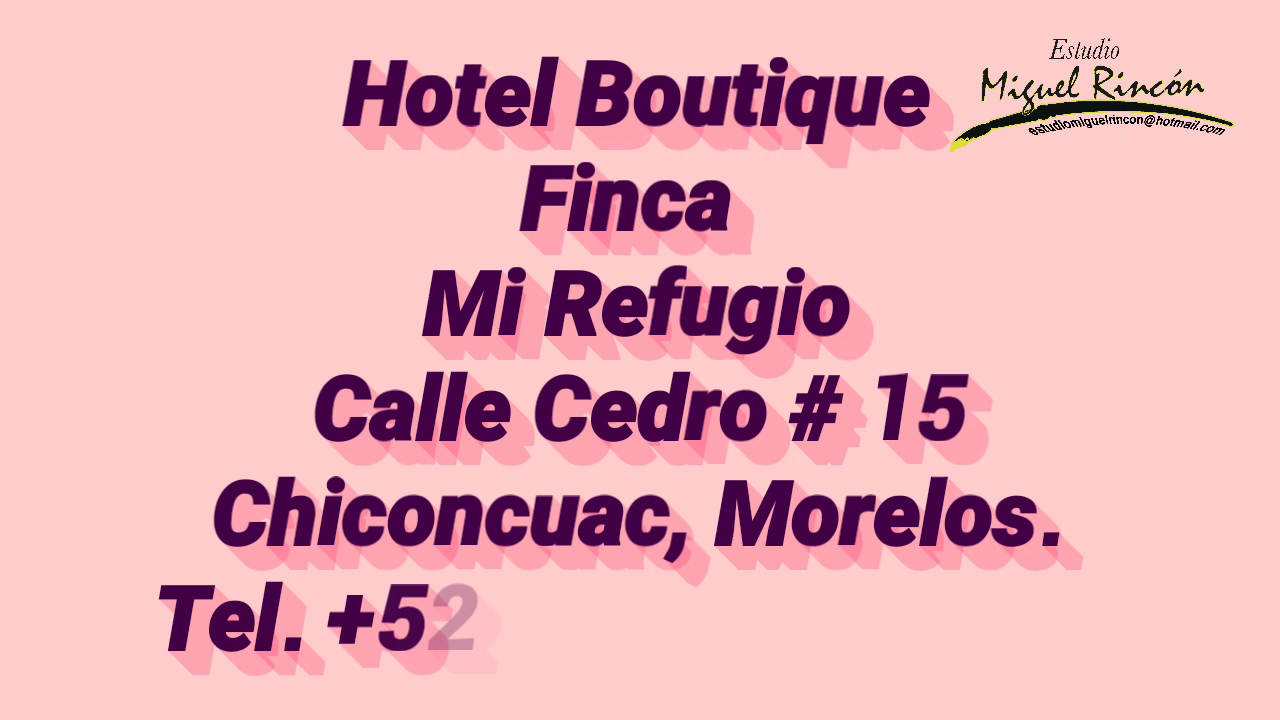 Hotel Boutique
Finca
Mi Refugio
Calle Cedro # 15
Chiconcuac, Morelos.
Tel. +52
Estudio
Miguel Rincón
estudiomiguelrincon@hotmail.com